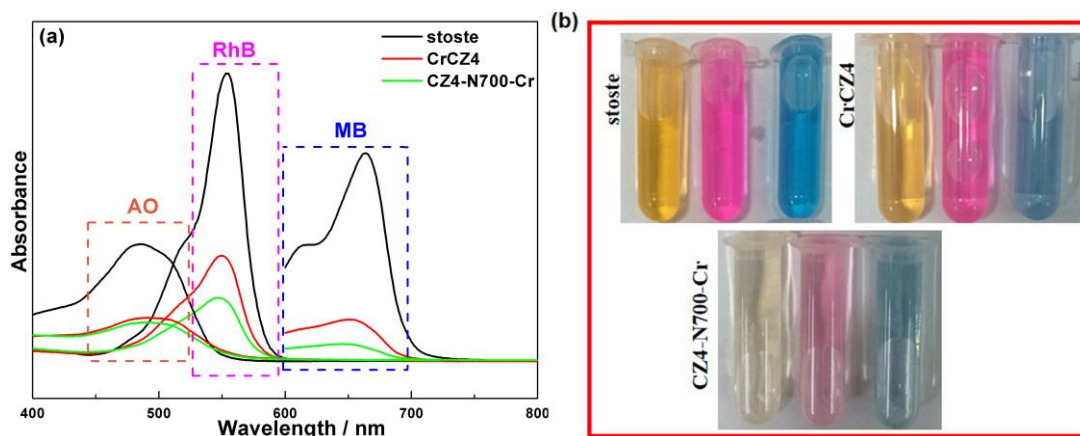 (a)
stoste
CrCZ4
CZ4-N700-Cr
RhB
MB
AO
Absorbance
400
500
600
700
800
Wavelength / nm
(b)
stoste
CrCZ4
CZ4-N700-Cr